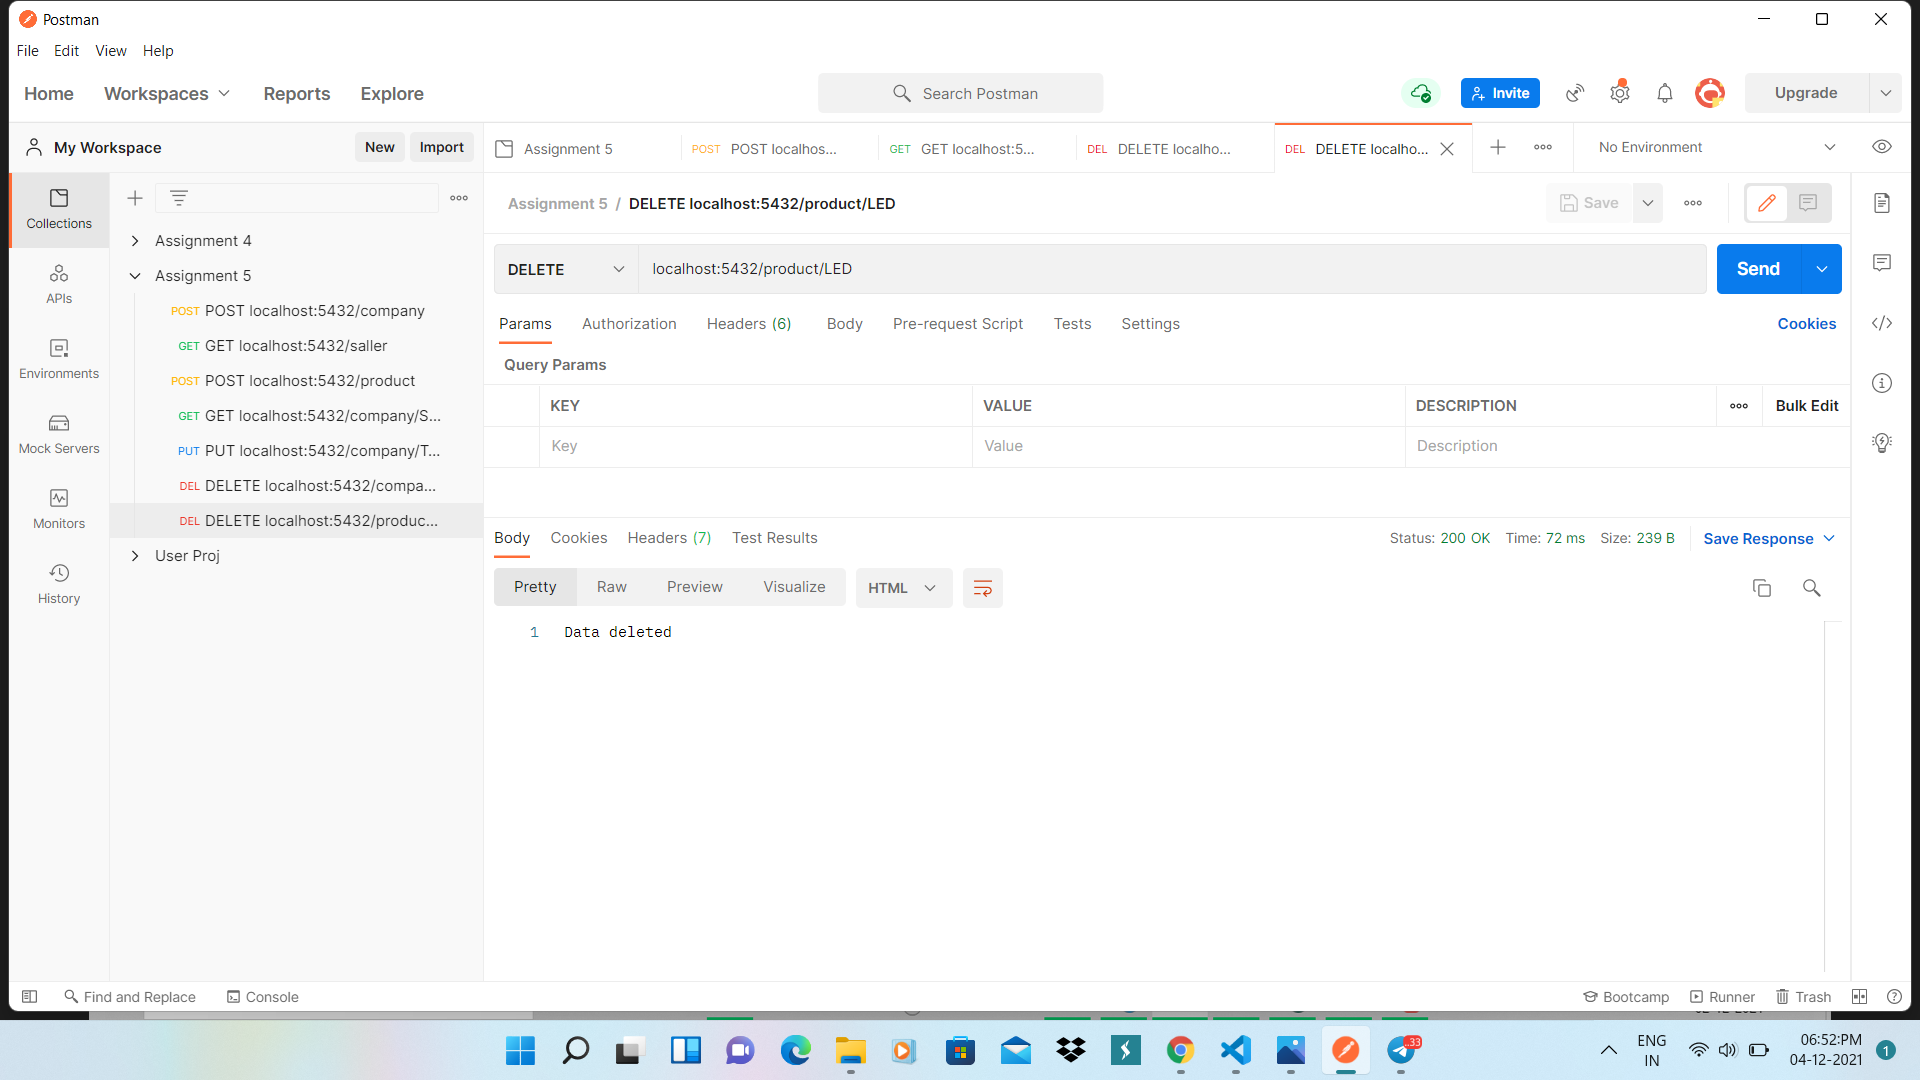 Postman
File Edit View Help
Home Workspaces Reports Explore Search Postman Invite Upgrade
My Workspace New Import Assignment 5 POST POST localhos... GET GET localhost:5... DEL DELETE localho... DEL DELETE localho... No Environment
Collections
APIs
Environments
Mock Servers
Monitors
History
Assignment 4
Assignment 5
POST POST localhost:5432/company
GET GET localhost:5432/saller
POST POST localhost:5432/product
GET GET localhost:5432/company/S...
PUT PUT localhost:5432/company/T...
DEL DELETE localhost:5432/compa...
DEL DELETE localhost:5432/produc...
User Proj
Assignment 5 / DELETE localhost:5432/product/LED Save
DELETE localhost:5432/product/LED Send
Params Authorization Headers (6) Body Pre-request Script Tests Settings Cookies
Query Params
KEY VALUE DESCRIPTION Bulk Edit
Key Value Description
Body Cookies Headers (7) Test Results Status: 200 OK Time: 72 ms Size: 239 B Save Response
Pretty Raw Preview Visualize HTML
1 Data deleted
Find and Replace Console Bootcamp Runner Trash
33
ENG
IN
06:52:PM
04-12-2021
1